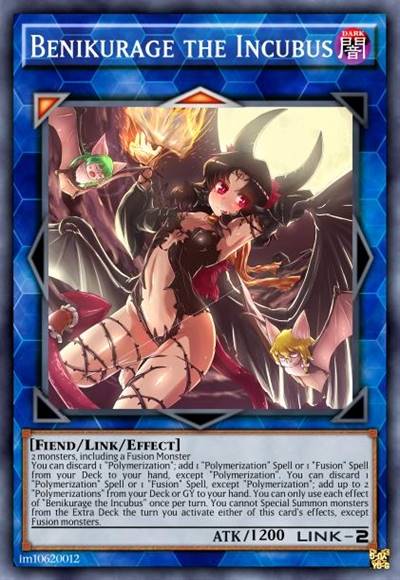 BENIKURAGE THE INCUBUS
DARK
闇
[FIEND/LINK/EFFECT]
2 monsters, including a Fusion Monster
You can discard 1 "Polymerization"; add 1 "Polymerization" Spell or 1 "Fusion" Spell
from your Deck to your hand, except "Polymerization". You can discard 1
"Polymerization" Spell or 1 "Fusion" Spell, except "Polymerization"; add up to 2
"Polymerizations" from your Deck or GY to your hand. You can only use each effect
of "Benikurage the Incubus" once per turn. You cannot Special Summon monsters
from the Extra Deck the turn you activate either of this card's effects, except
Fusion monsters.
ATK/1200 LINK-2
im10620012